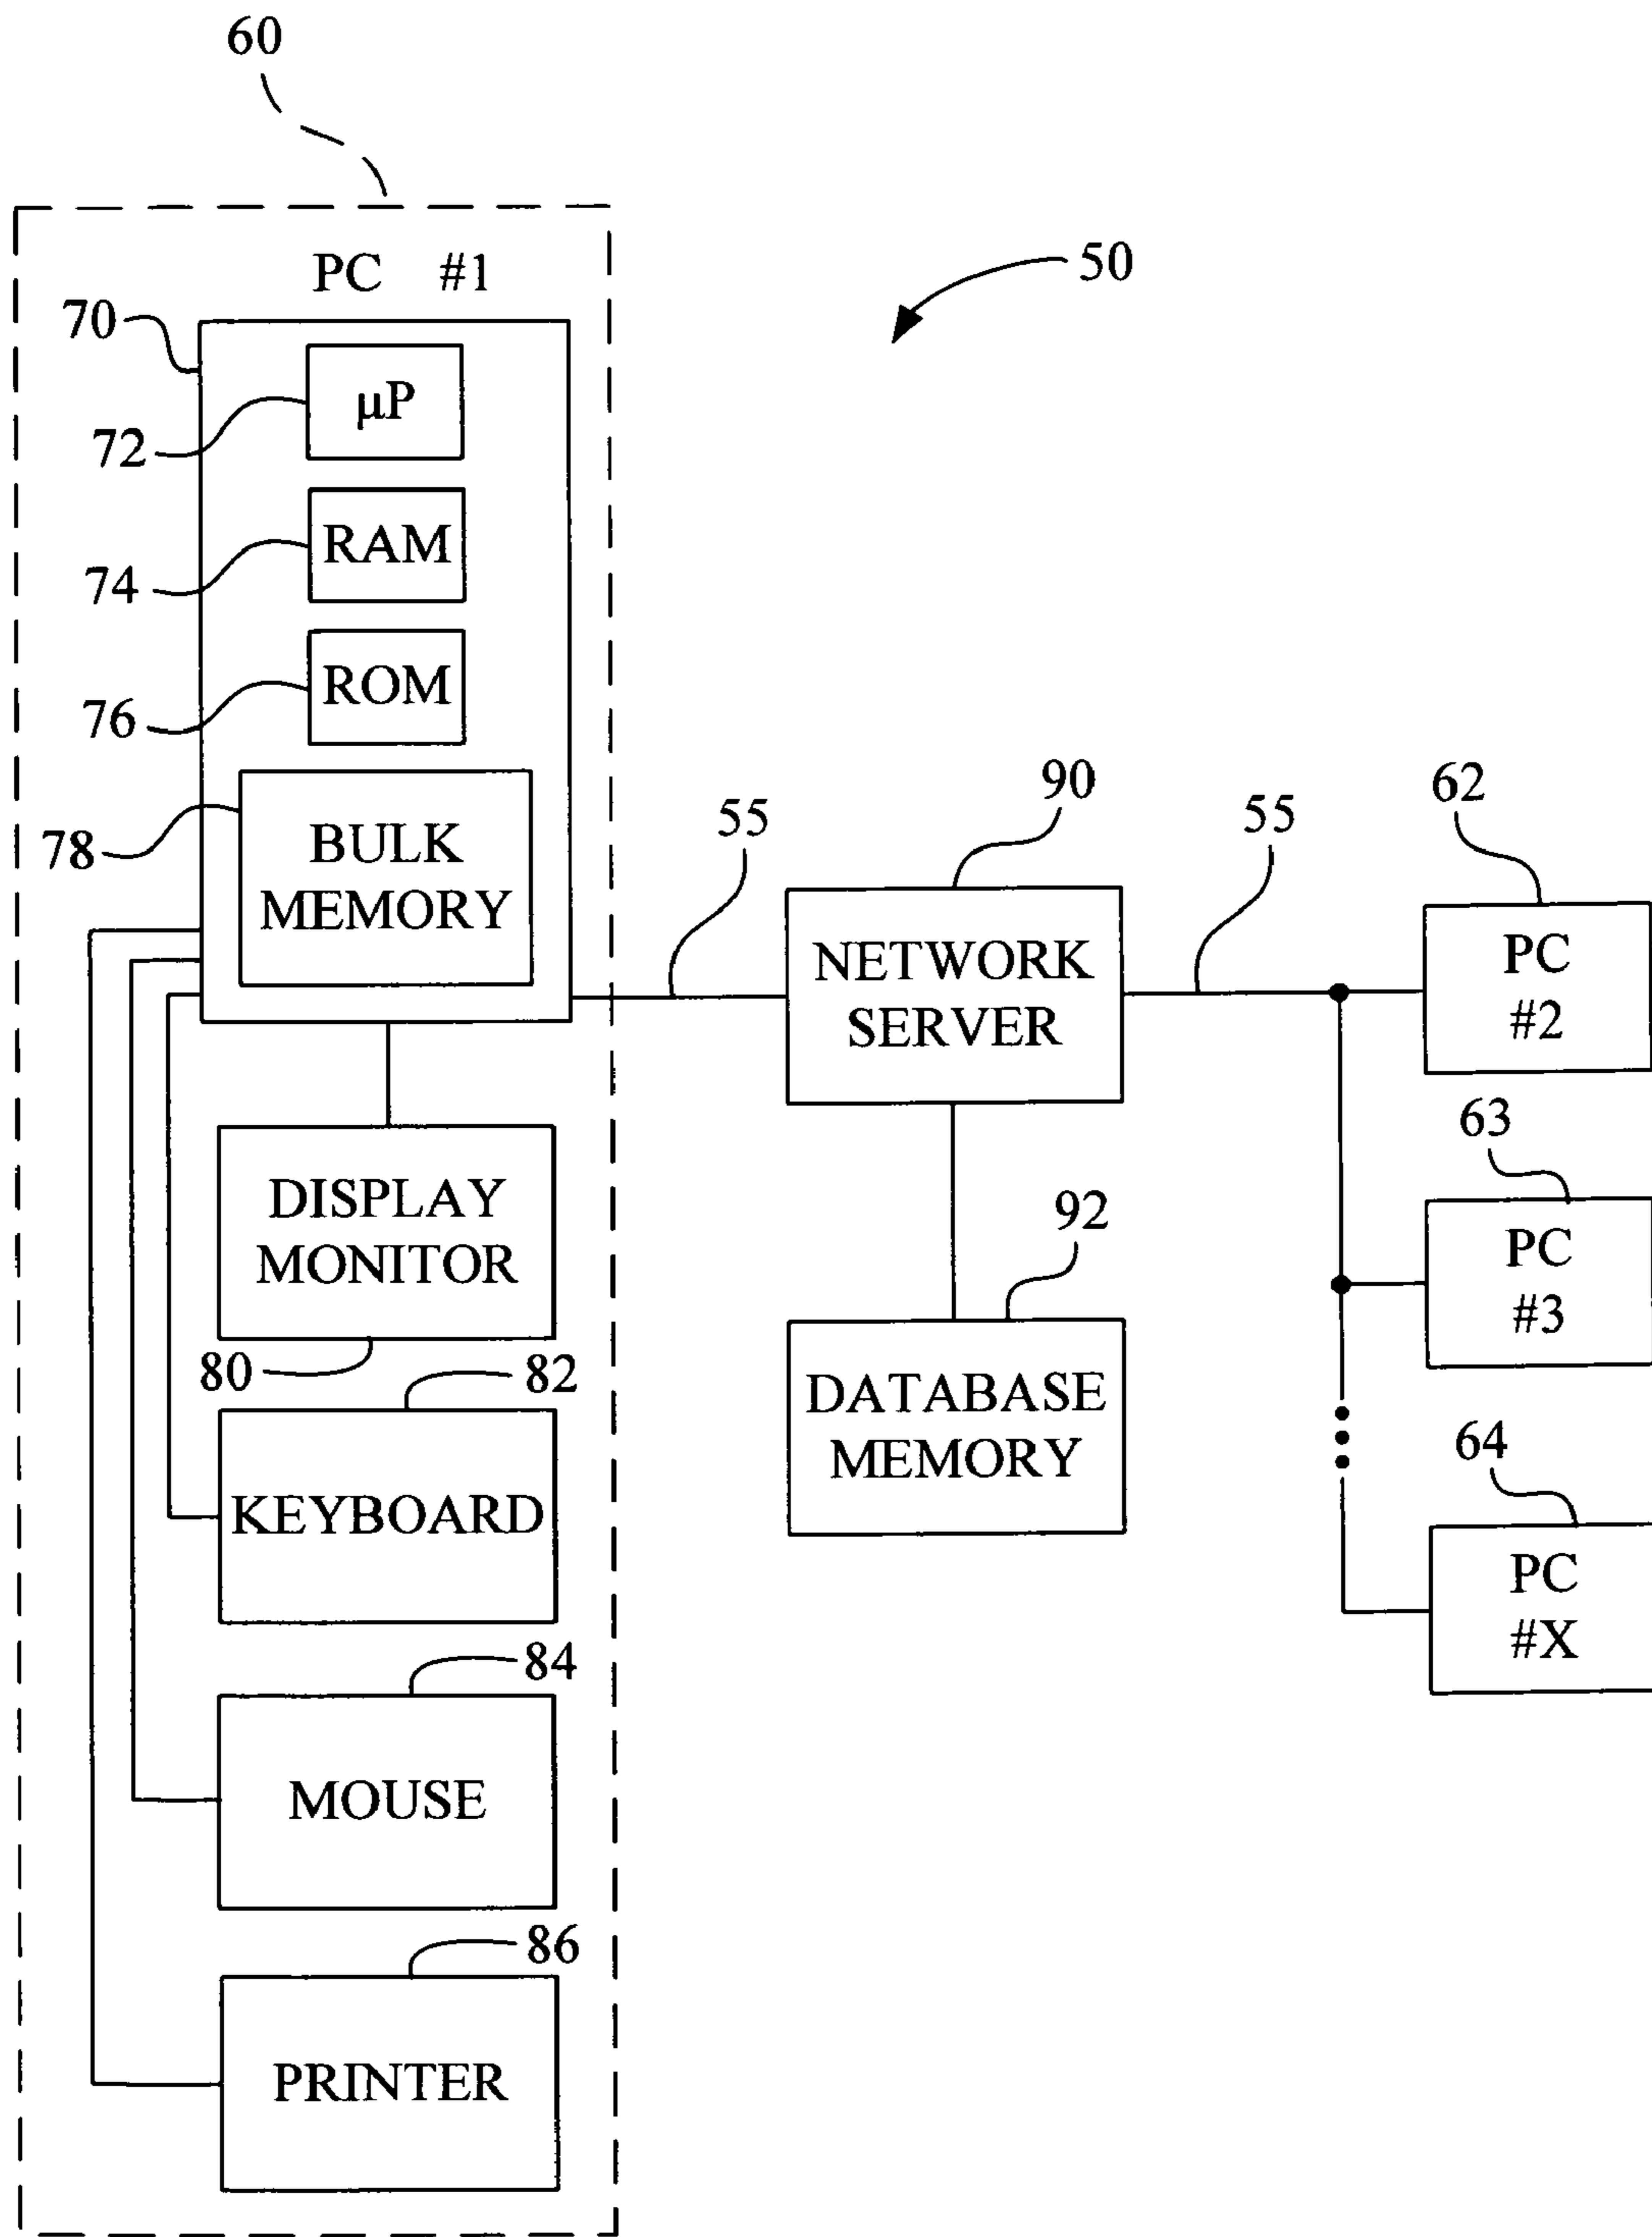 60
PC #1
50
70
μP
72
RAM
74
ROM
76
BULK
MEMORY
78
55
90
55
62
NETWORK
SERVER
PC
#2
DISPLAY
MONITOR
80
92
63
PC
#3
DATABASE
MEMORY
82
KEYBOARD
64
PC
#X
84
MOUSE
86
PRINTER